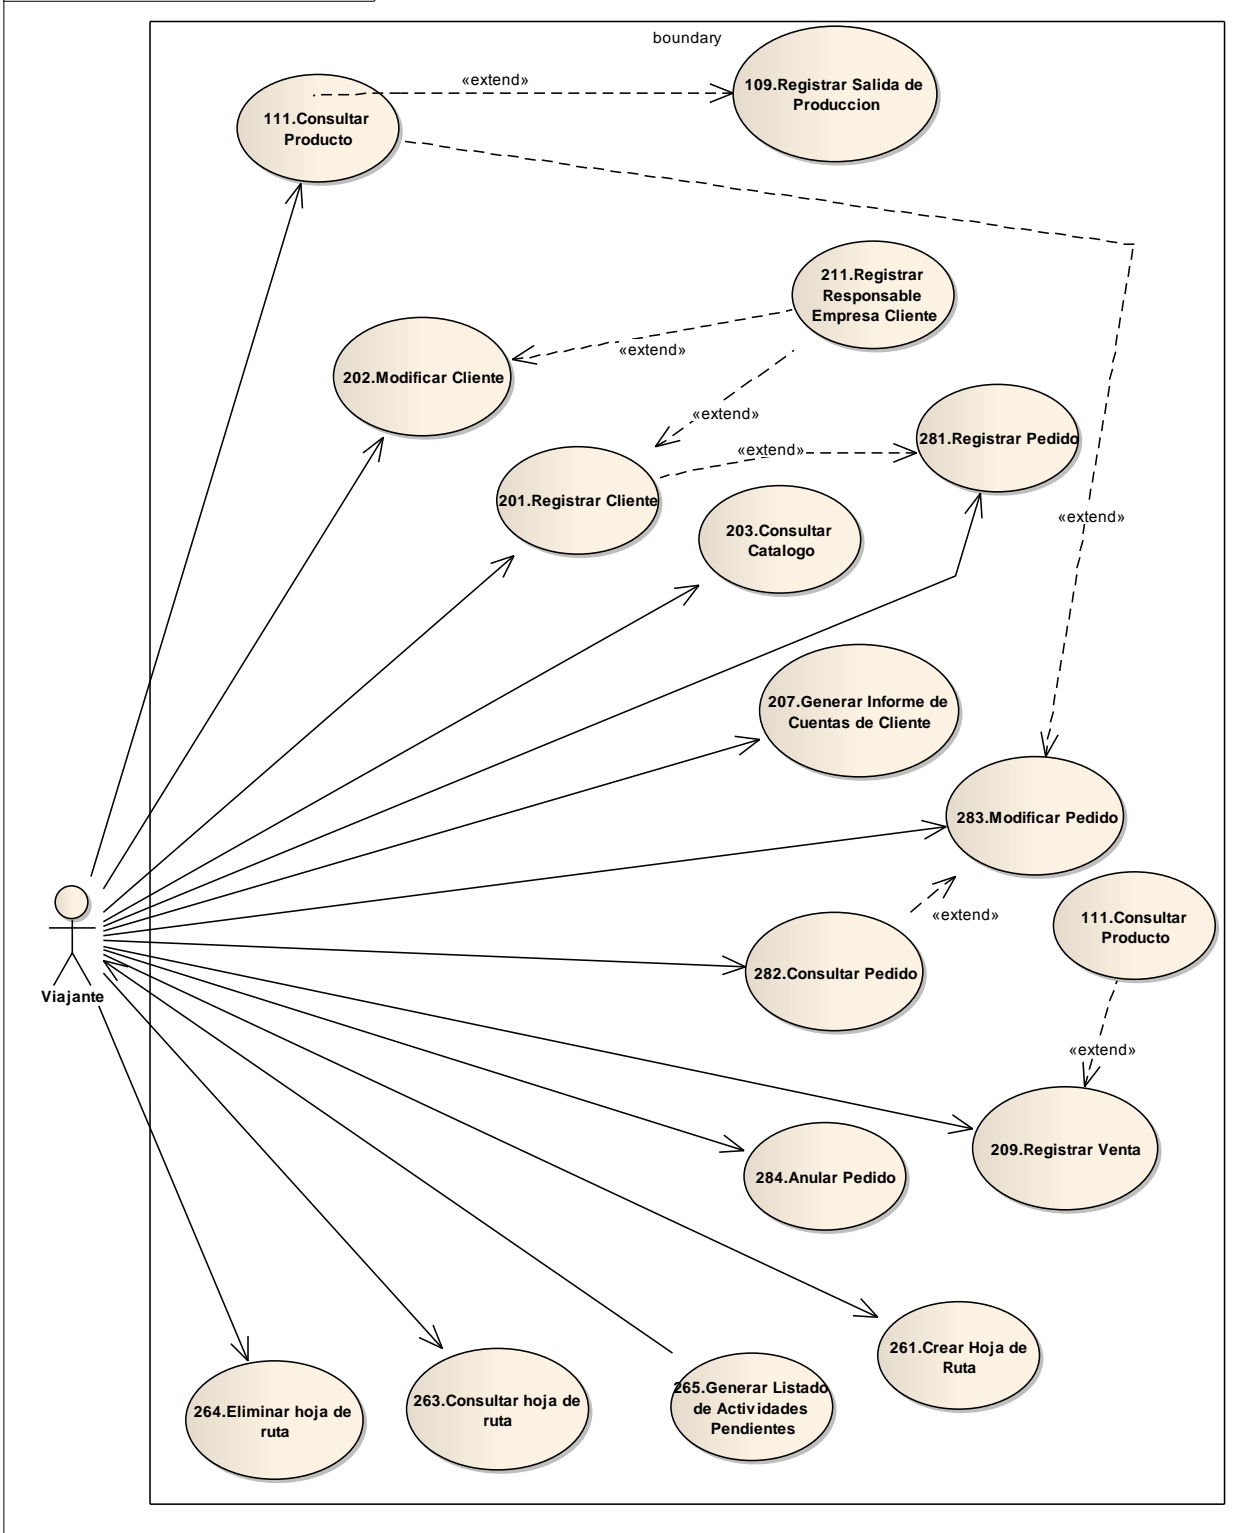 boundary
«extend»
109.Registrar Salida de
Produccion
111.Consultar
Producto
211.Registrar
Responsable
Empresa Cliente
«extend»
202.Modificar Cliente
«extend»
281.Registrar Pedido
«extend»
201.Registrar Cliente
203.Consultar
Catalogo
«extend»
207.Generar Informe de
Cuentas de Cliente
283.Modificar Pedido
«extend»
111.Consultar
Producto
282.Consultar Pedido
Viajante
«extend»
209.Registrar Venta
284.Anular Pedido
261.Crear Hoja de
Ruta
265.Generar Listado
de Actividades
Pendientes
263.Consultar hoja de
ruta
264.Eliminar hoja de
ruta